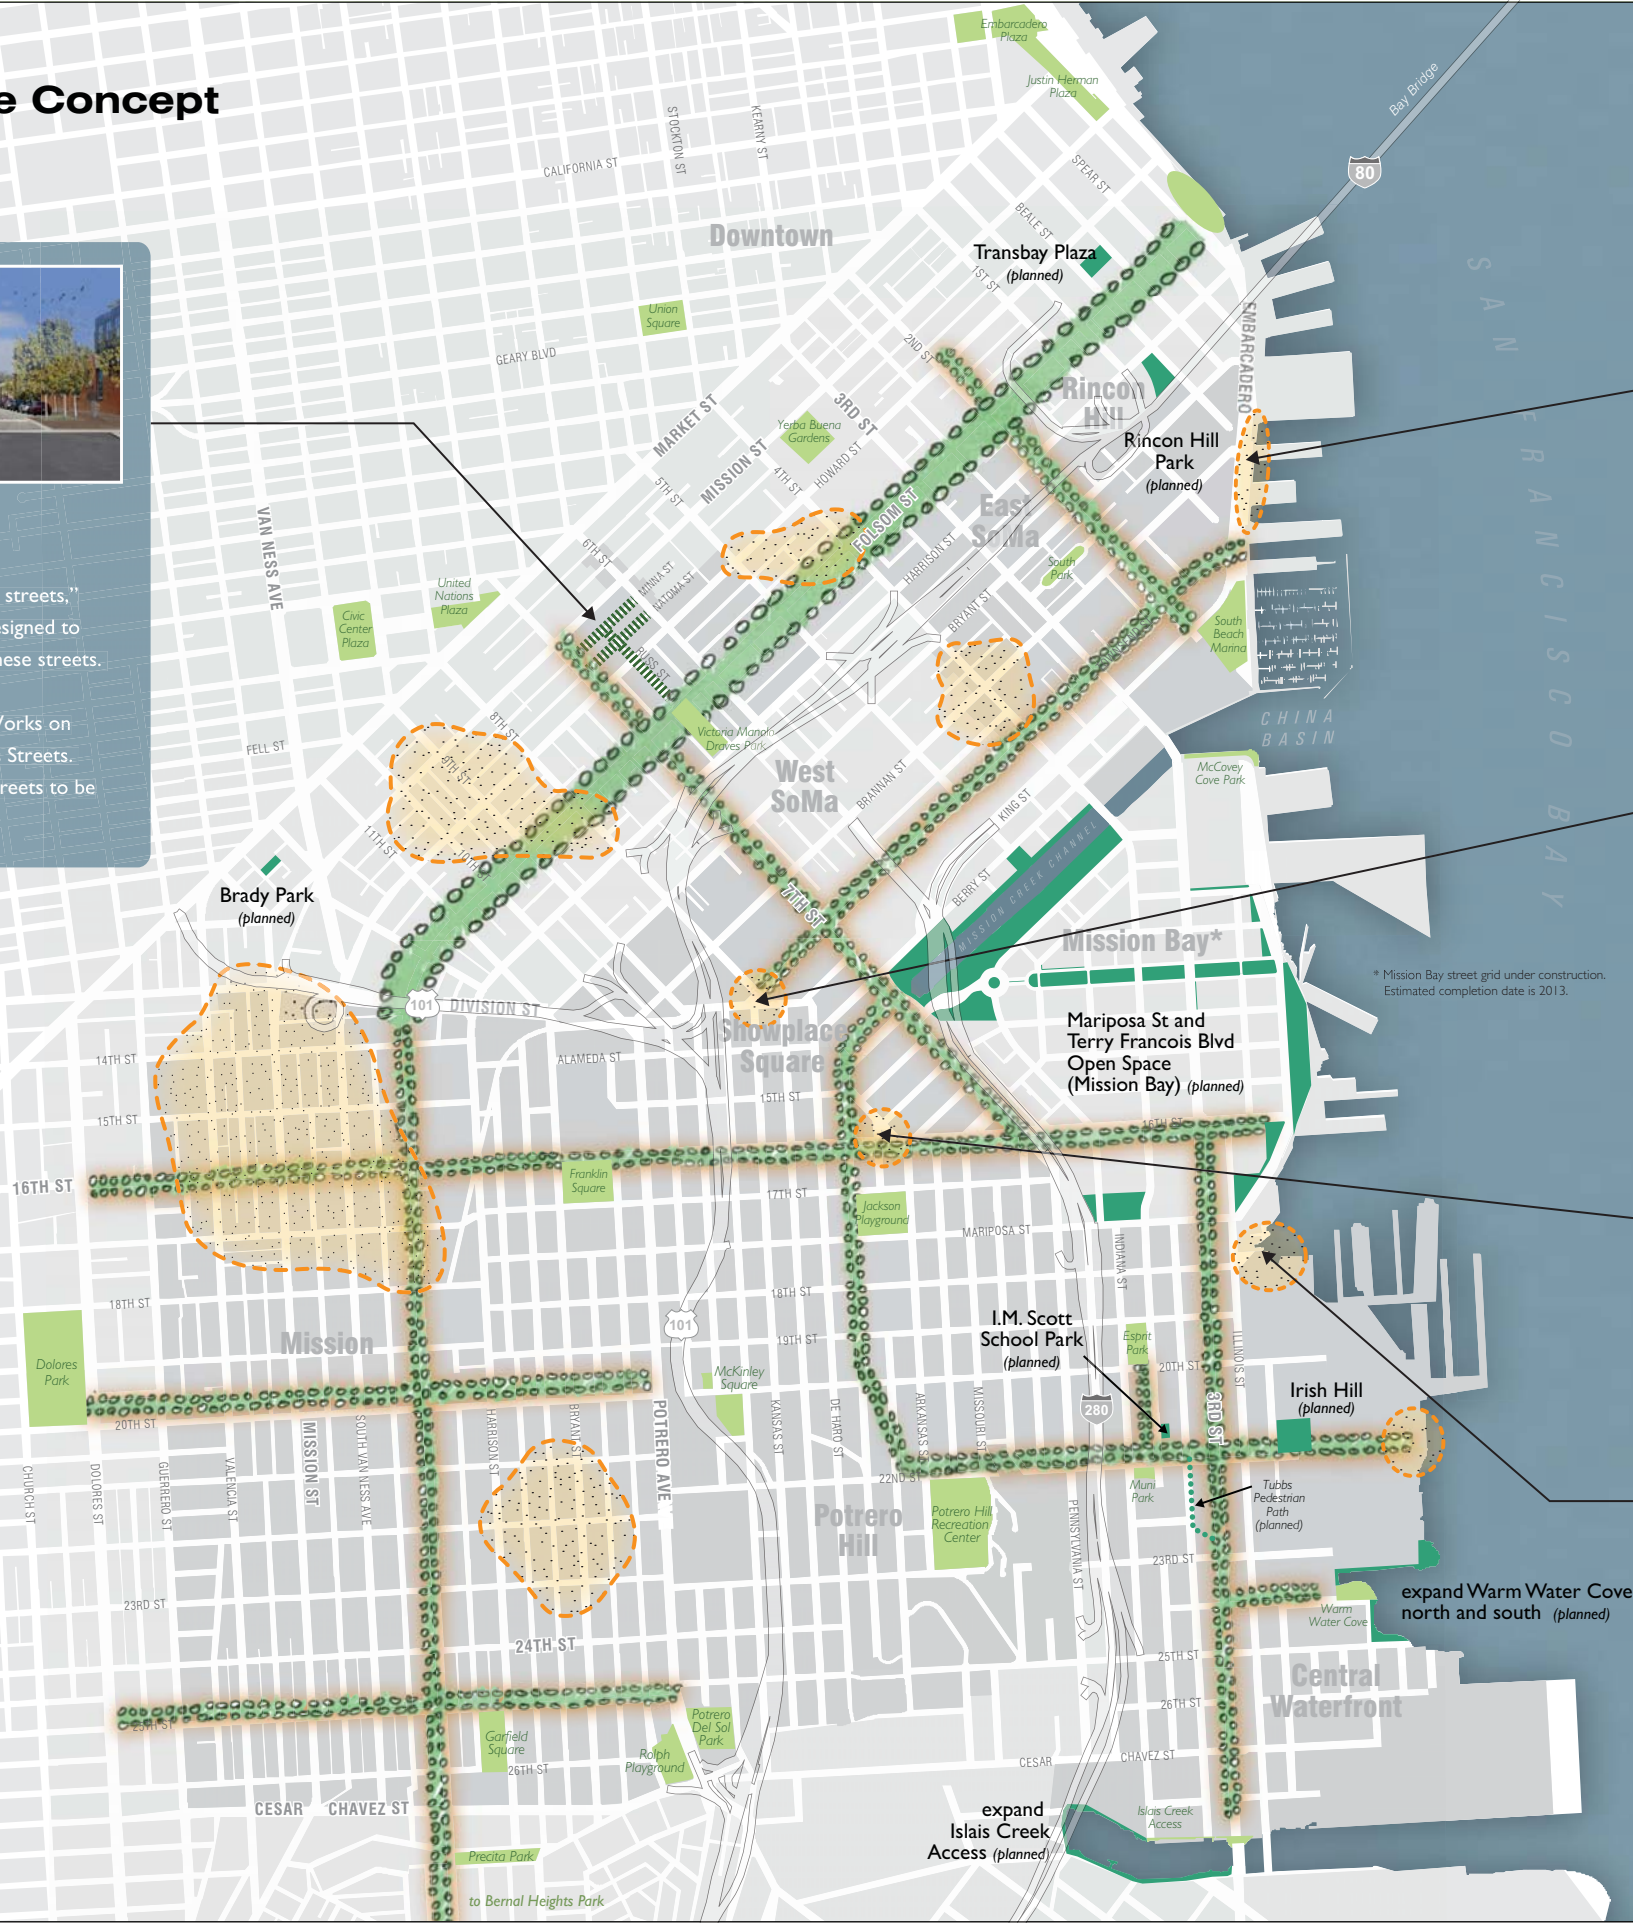 e Concept
Embarcadero
Plaza
Justin Herman
Plaza
Bay Bridge
80
STOCKTON ST
KEARNY ST
CALIFORNIA ST
SPEAR ST
BEALE ST
1ST ST
Downtown
Transbay Plaza
(planned)
Union
Square
GEARY BLVD
2ND ST
EMBARCADERO
SAN FRANCISCO BAY
Rincon
Hill
MARKET ST
3RD ST
Yerba Buena
Gardens
MISSION ST
HOWARD ST
4TH ST
5TH ST
Rincon Hill
Park
(planned)
FOLSOM ST
East
SoMa
HARRISON ST
South
Park
BRYANT ST
VAN NESS AVE
6TH ST
MINNA ST
NATOMA ST
RUSS ST
United
Nations
Plaza
Civic
Center
Plaza
South
Beach
Marina
streets,”
esigned to
hese streets.
Works on
Streets.
reets to be
CHINA
BASIN
FELL ST
8TH ST
9TH ST
10TH ST
11TH ST
Victoria Manolo
Draves Park
West
SoMa
BRANNAN ST
KING ST
McCovey
Cove Park
BERRY ST
MISSION CREEK CHANNEL
Brady Park
(planned)
7TH ST
Mission Bay*
* Mission Bay street grid under construction.
Estimated completion date is 2013.
101
DIVISION ST
Showplace
Square
Mariposa St and
Terry Francois Blvd
Open Space
(Mission Bay) (planned)
14TH ST
ALAMEDA ST
15TH ST
15TH ST
16TH ST
16TH ST
Franklin
Square
17TH ST
Jackson
Playground
MARIPOSA ST
INDIANA ST
18TH ST
18TH ST
19TH ST
101
Mission
Dolores
Park
I.M. Scott
School Park
(planned)
Esprit
Park
20TH ST
ILLINOIS ST
McKinley
Square
Irish Hill
(planned)
280
3RD ST
20TH ST
CHURCH ST
DOLORES ST
GUERRERO ST
VALENCIA ST
MISSION ST
SOUTH VAN NESS AVE
HARRISON ST
BRYANT ST
POTRERO AVE
KANSAS ST
DE HARO ST
ARKANSAS ST
MISSOURI ST
22ND ST
Muni
Park
Tubbs
Pedestrian
Path
(planned)
Potrero
Hill
Potrero Hill
Recreation
Center
PENNSYLVANIA ST
23RD ST
23RD ST
expand Warm Water Cove
north and south (planned)
Warm
Water Cove
24TH ST
25TH ST
Central
Waterfront
26TH ST
25TH ST
Garfield
Square
Potrero
Del Sol
Park
Rolph
Playground
26TH ST
CESAR
CHAVEZ ST
CESAR CHAVEZ ST
expand
Islais Creek
Access (planned)
Islais Creek
Access
Precita Park
to Bernal Heights Park